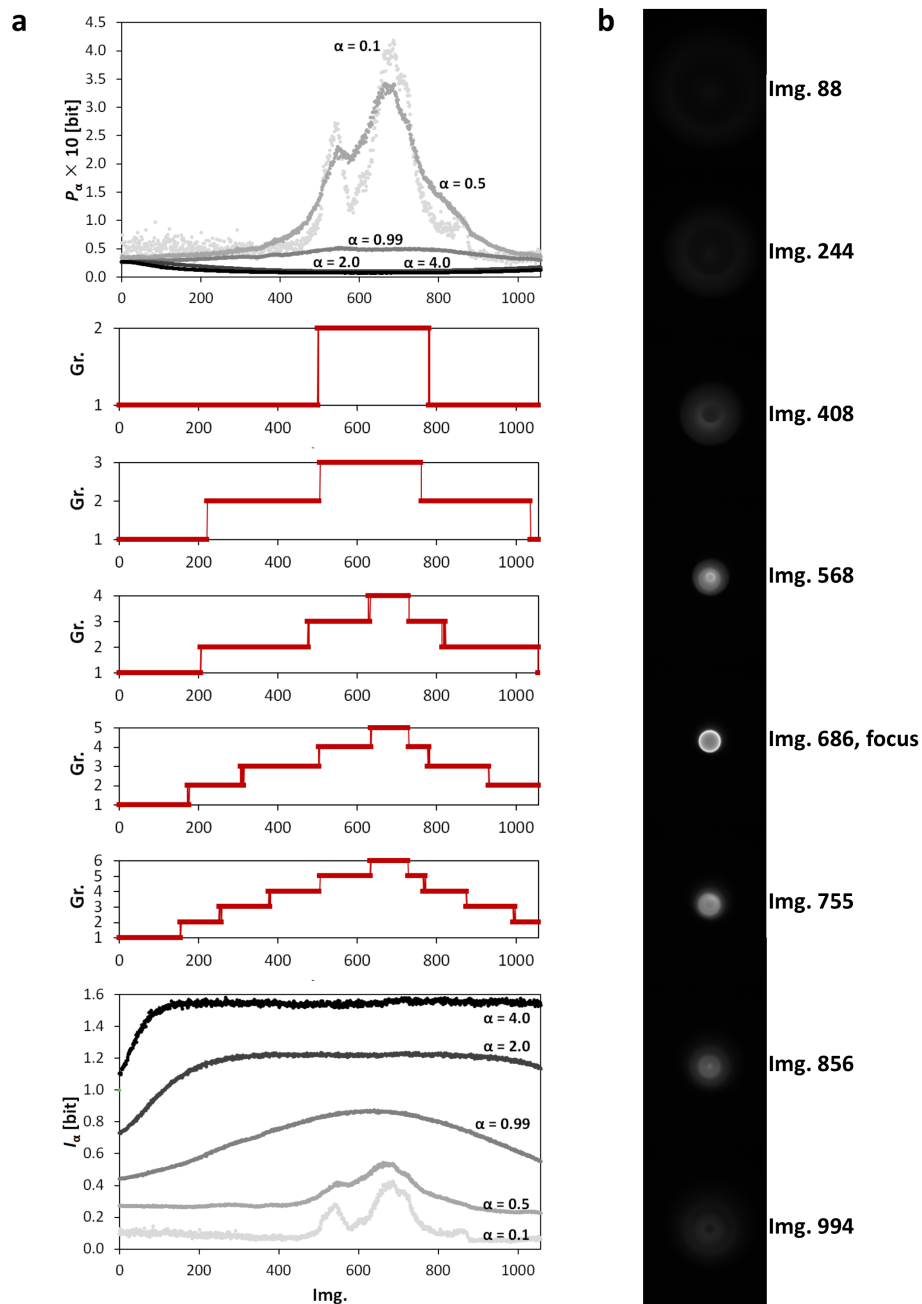 a
4.5
4.0
3.5
3.0
2.5
2.0
1.5
1.0
0.5
0.0
P_α × 10 [bit]
α = 0.1
α = 0.5
α = 0.99
α = 2.0
α = 4.0
0 200 400 600 800 1000
2
1
Gr.
0 200 400 600 800 1000
3
2
1
Gr.
0 200 400 600 800 1000
4
3
2
1
Gr.
0 200 400 600 800 1000
5
4
3
2
1
Gr.
0 200 400 600 800 1000
6
5
4
3
2
1
Gr.
0 200 400 600 800 1000
1.6
1.4
1.2
1.0
0.8
0.6
0.4
0.2
0.0
I_α [bit]
α = 4.0
α = 2.0
α = 0.99
α = 0.5
α = 0.1
0 200 400 600 800 1000
Img.
b
Img. 88
Img. 244
Img. 408
Img. 568
Img. 686, focus
Img. 755
Img. 856
Img. 994